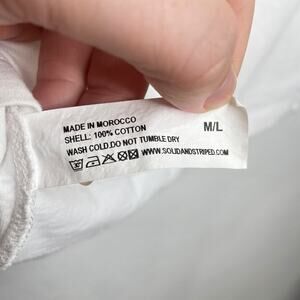 MADE IN MOROCCO
SHELL: 100% COTTON
M/L
WASH COLD.DO NOT TUMBLE DRY
WWW.SOLIDANDSTRIPED.COM